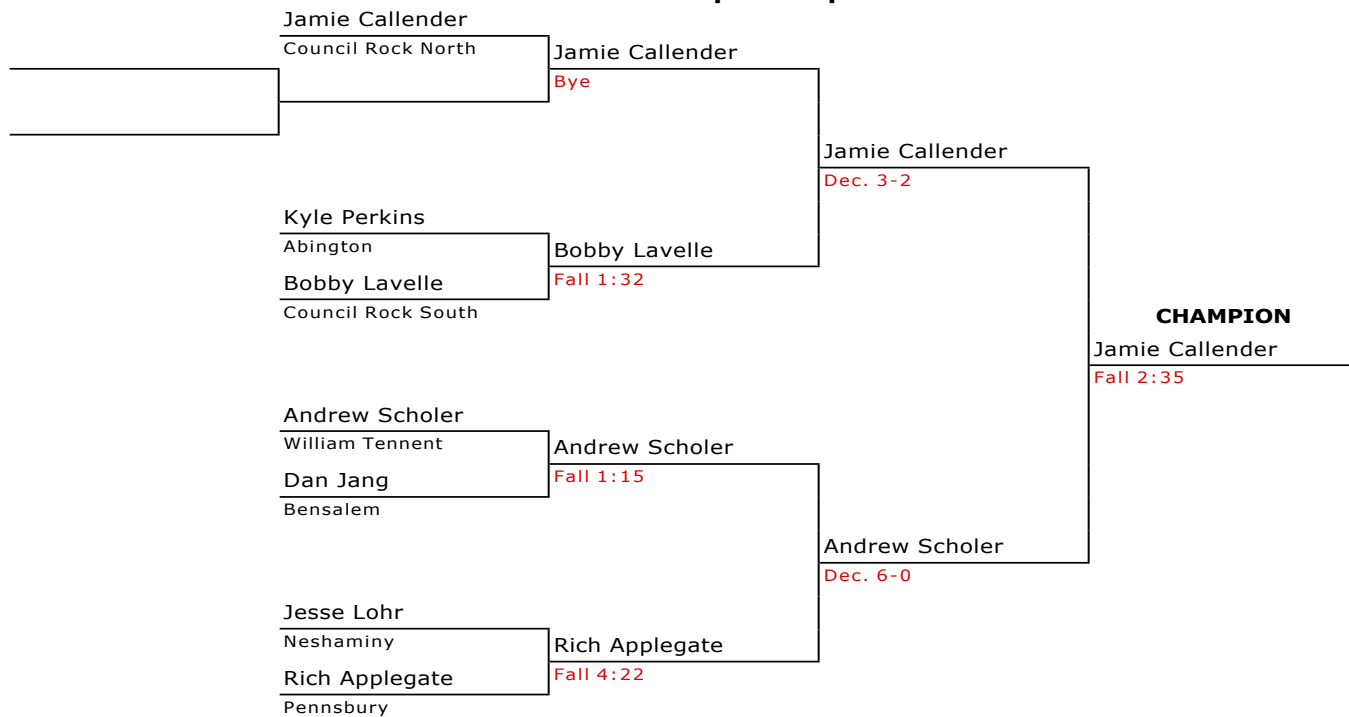 Jamie Callender
Council Rock North
Jamie Callender
Bye
Jamie Callender
Dec. 3-2
Kyle Perkins
Abington
Bobby Lavelle
Fall 1:32
Bobby Lavelle
Council Rock South
CHAMPION
Jamie Callender
Fall 2:35
Andrew Scholer
William Tennent
Andrew Scholer
Fall 1:15
Dan Jang
Bensalem
Andrew Scholer
Dec. 6-0
Jesse Lohr
Neshaminy
Rich Applegate
Fall 4:22
Rich Applegate
Pennsbury